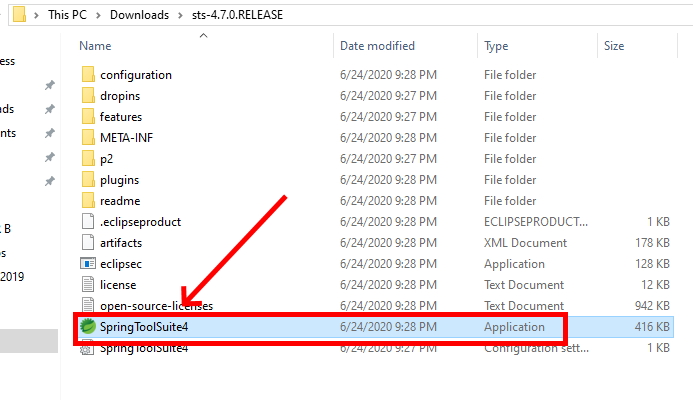 This PC > Downloads > sts-4.7.0.RELEASE
Name Date modified Type Size
configuration 6/24/2020 9:28 PM File folder
dropins 6/24/2020 9:27 PM File folder
features 6/24/2020 9:27 PM File folder
META-INF 6/24/2020 9:28 PM File folder
p2 6/24/2020 9:27 PM File folder
plugins 6/24/2020 9:28 PM File folder
readme 6/24/2020 9:28 PM File folder
.eclipseproduct 6/24/2020 9:28 PM ECLIPSEPRODUCT... 1 KB
artifacts 6/24/2020 9:28 PM XML Document 178 KB
eclipsec 6/24/2020 9:28 PM Application 128 KB
license 6/24/2020 9:28 PM Text Document 12 KB
open-source-licenses 6/24/2020 9:28 PM Text Document 942 KB
SpringToolSuite4 6/24/2020 9:28 PM Application 416 KB
SpringToolSuite4 6/24/2020 9:28 PM Configuration sett... 1 KB
ess
nds
nts
B
os
2019